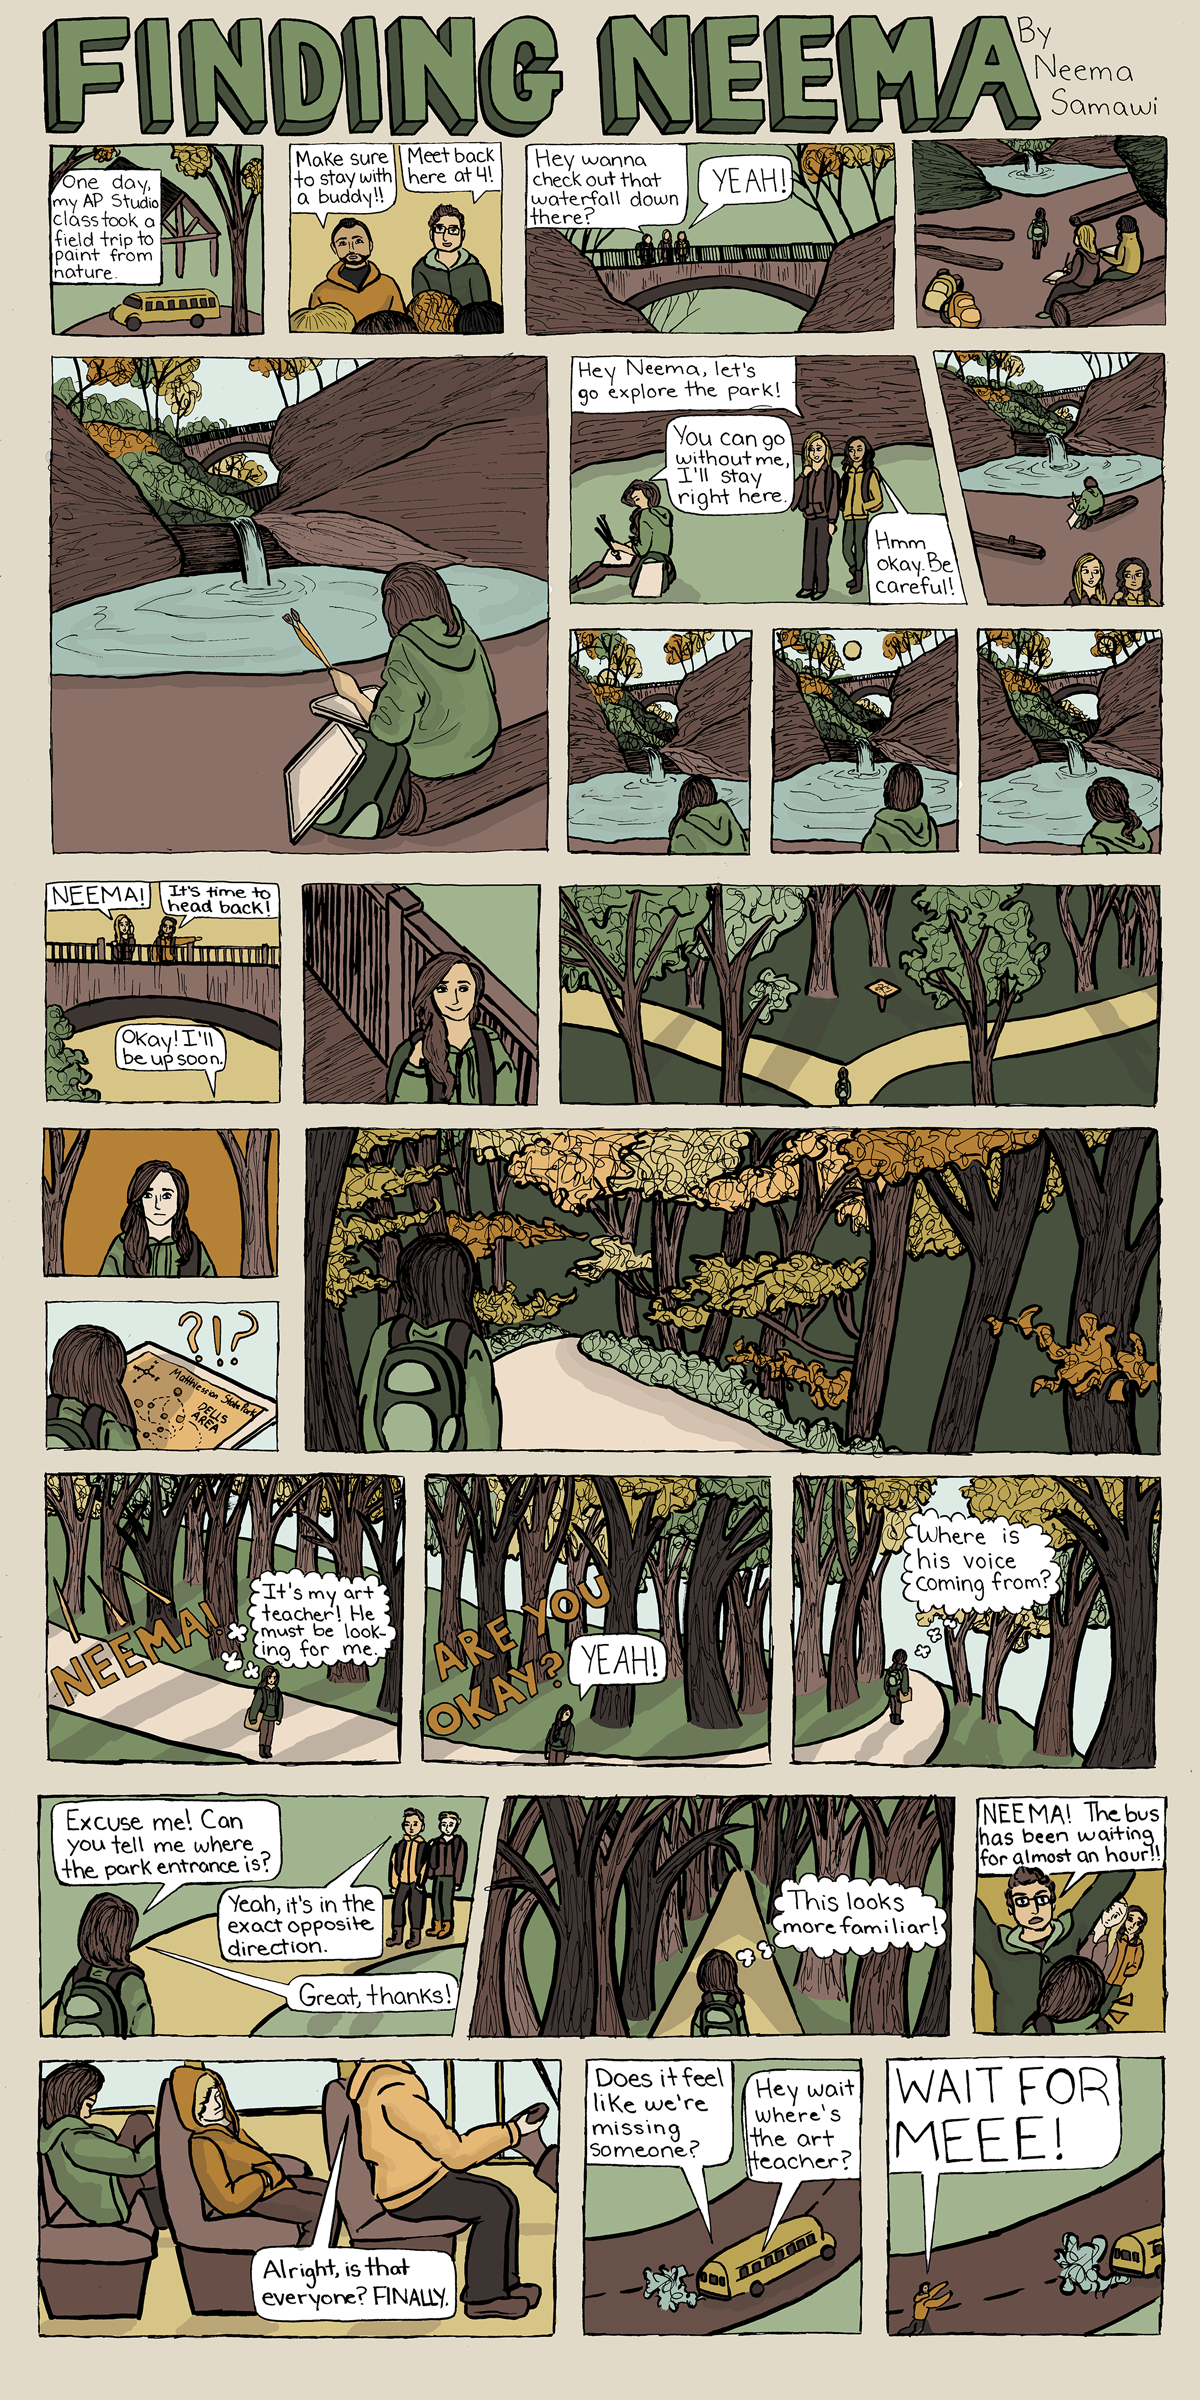 FINDING NEEMA
By
Neema
Samawi
One day,
my AP Studio
class took a
field trip to
paint from
nature.
Make sure
to stay with
a buddy!!
Meet back
here at 4!
Hey wanna
check out that
waterfall down
there?
YEAH!
Hey Neema, let's
go explore the park!
You can go
without me,
I'll stay
right here.
Hmm
okay. Be
careful!
NEEMA!
It's time to
head back!
Okay! I'll
be up soon.
?!?
Matthiession State Park
DELLS
AREA
NEEMA!
It's my art
teacher! He
must be look-
ing for me.
ARE YOU
OKAY?
YEAH!
Where is
his voice
coming from?
Excuse me! Can
you tell me where
the park entrance is?
Yeah, it's in the
exact opposite
direction.
Great, thanks!
This looks
more familiar!
NEEMA! The bus
has been waiting
for almost an hour!!
Alright, is that
everyone? FINALLY.
Does it feel
like we're
missing
someone?
Hey wait
where's
the art
teacher?
WAIT FOR
MEEE!